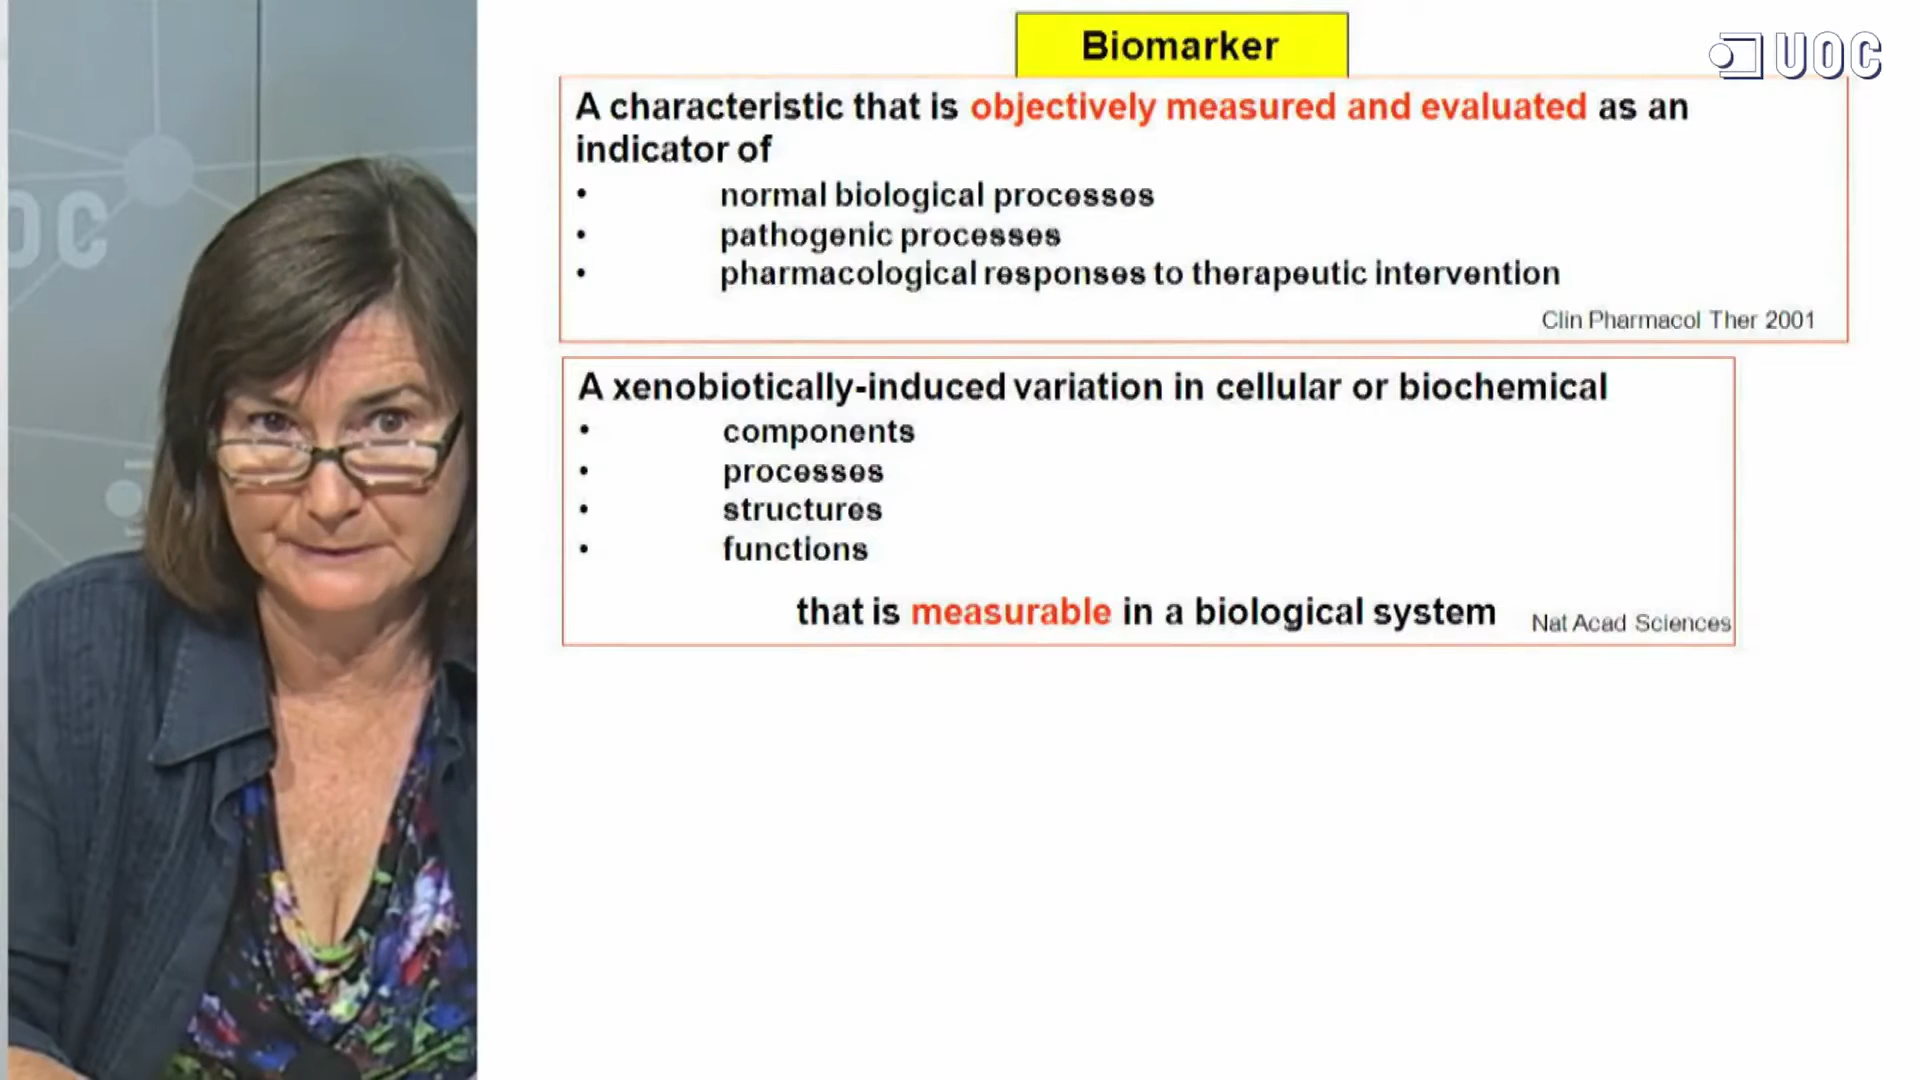 Biomarker
UOC
A characteristic that is objectively measured and evaluated as an
indicator of
• normal biological processes
• pathogenic processes
• pharmacological responses to therapeutic intervention
Clin Pharmacol Ther 2001
A xenobiotically-induced variation in cellular or biochemical
• components
• processes
• structures
• functions
that is measurable in a biological system
Nat Acad Sciences
OC